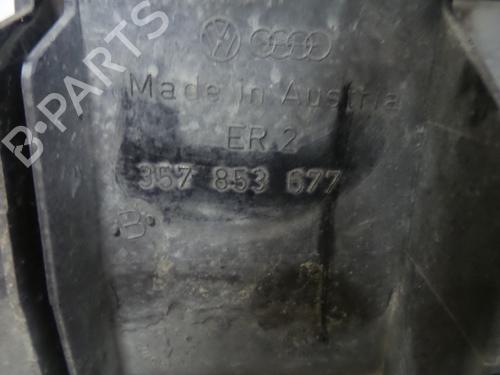 B-PARTS
Made in Austria
ER 2
357 853 677
B